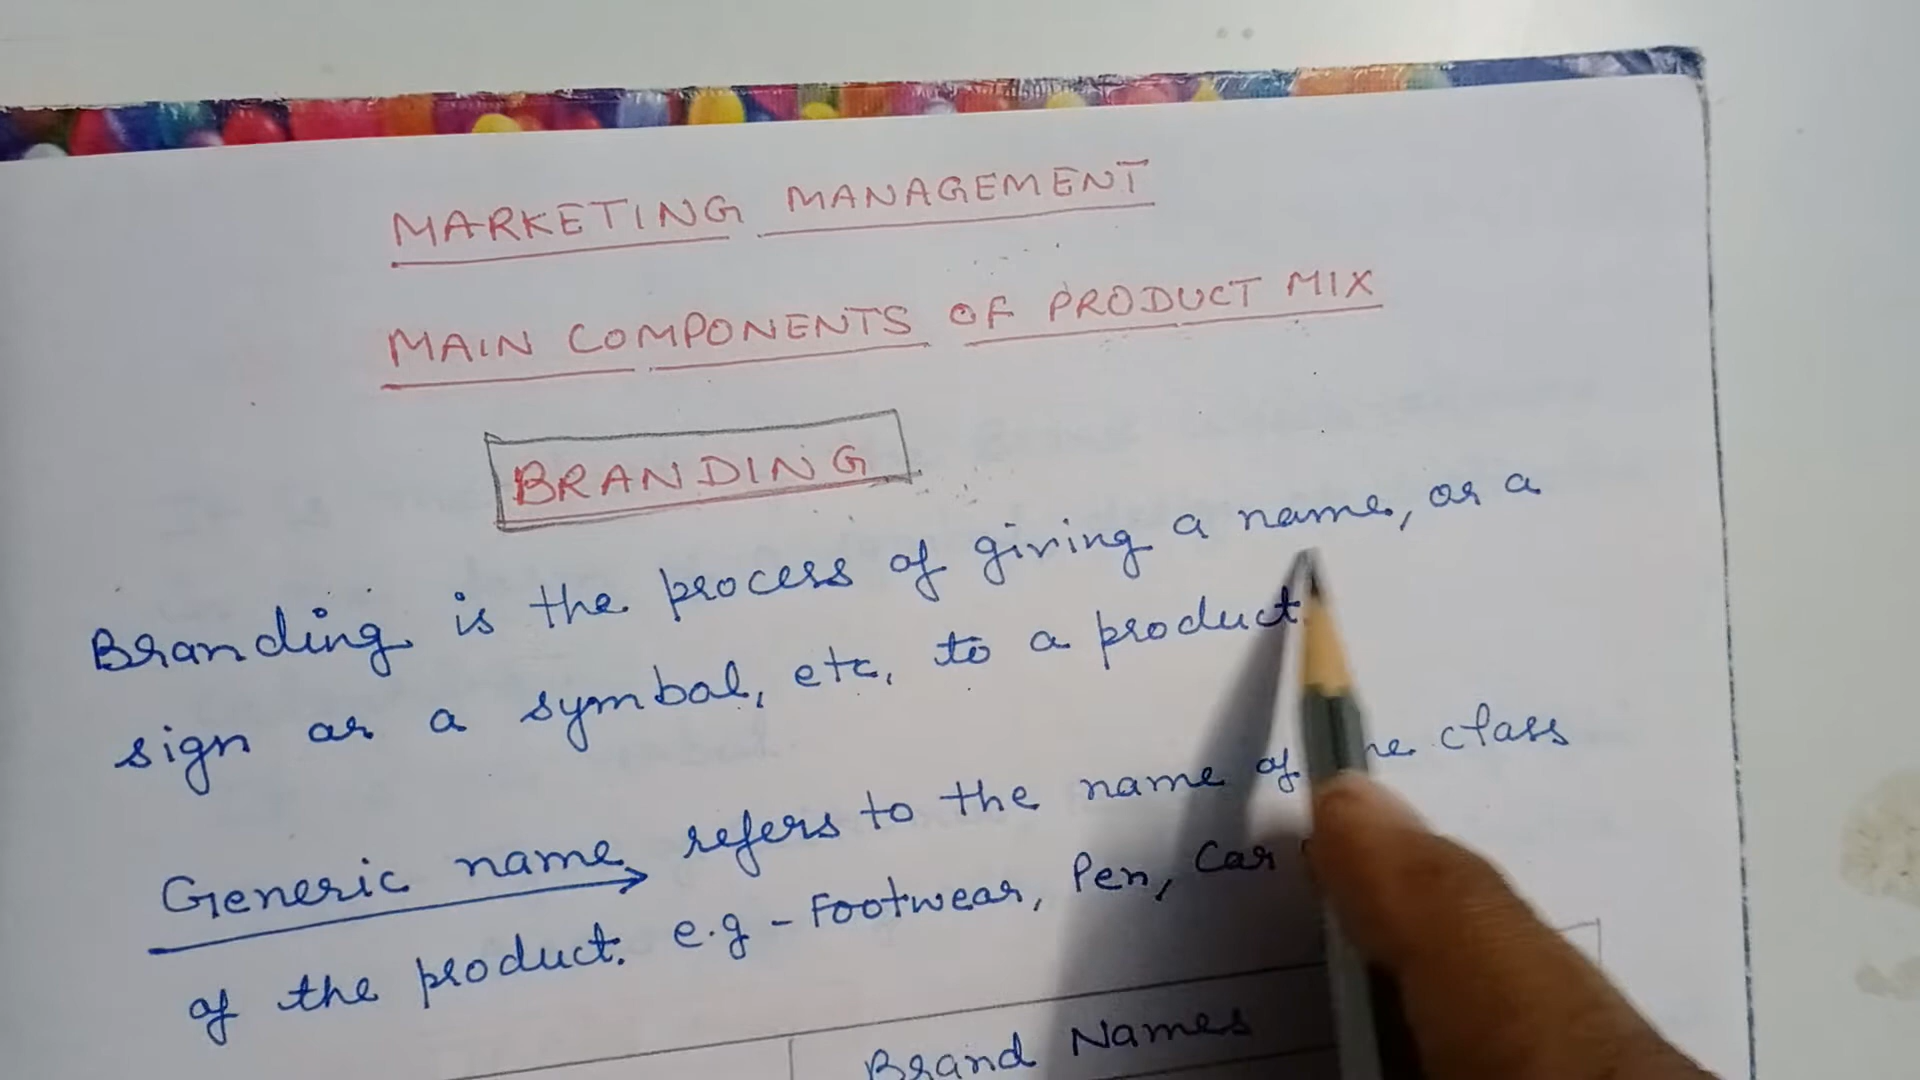 MARKETING MANAGEMENT
MAIN COMPONENTS OF PRODUCT MIX
BRANDING
Branding is the process of giving a name, or a
sign or a symbol, etc, to a product.
Generic name refers to the name of class
of the product. e.g - Footwear, Pen, Car
Brand Names